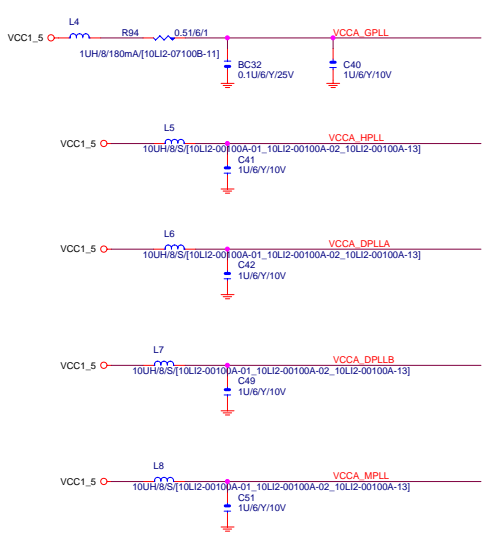 L4
VCC1_5 R94 0.51/6/1 VCCA_GPLL
1UH/8/180mA/[10LI2-07100B-11]
BC32 C40
0.1U/6/Y/25V 1U/6/Y/10V
L5
VCC1_5 VCCA_HPLL
10UH/8/S/[10LI2-00100A-01_10LI2-00100A-02_10LI2-00100A-13]
C41
1U/6/Y/10V
L6
VCC1_5 VCCA_DPLLA
10UH/8/S/[10LI2-00100A-01_10LI2-00100A-02_10LI2-00100A-13]
C42
1U/6/Y/10V
L7
VCC1_5 VCCA_DPLLB
10UH/8/S/[10LI2-00100A-01_10LI2-00100A-02_10LI2-00100A-13]
C49
1U/6/Y/10V
L8
VCC1_5 VCCA_MPLL
10UH/8/S/[10LI2-00100A-01_10LI2-00100A-02_10LI2-00100A-13]
C51
1U/6/Y/10V